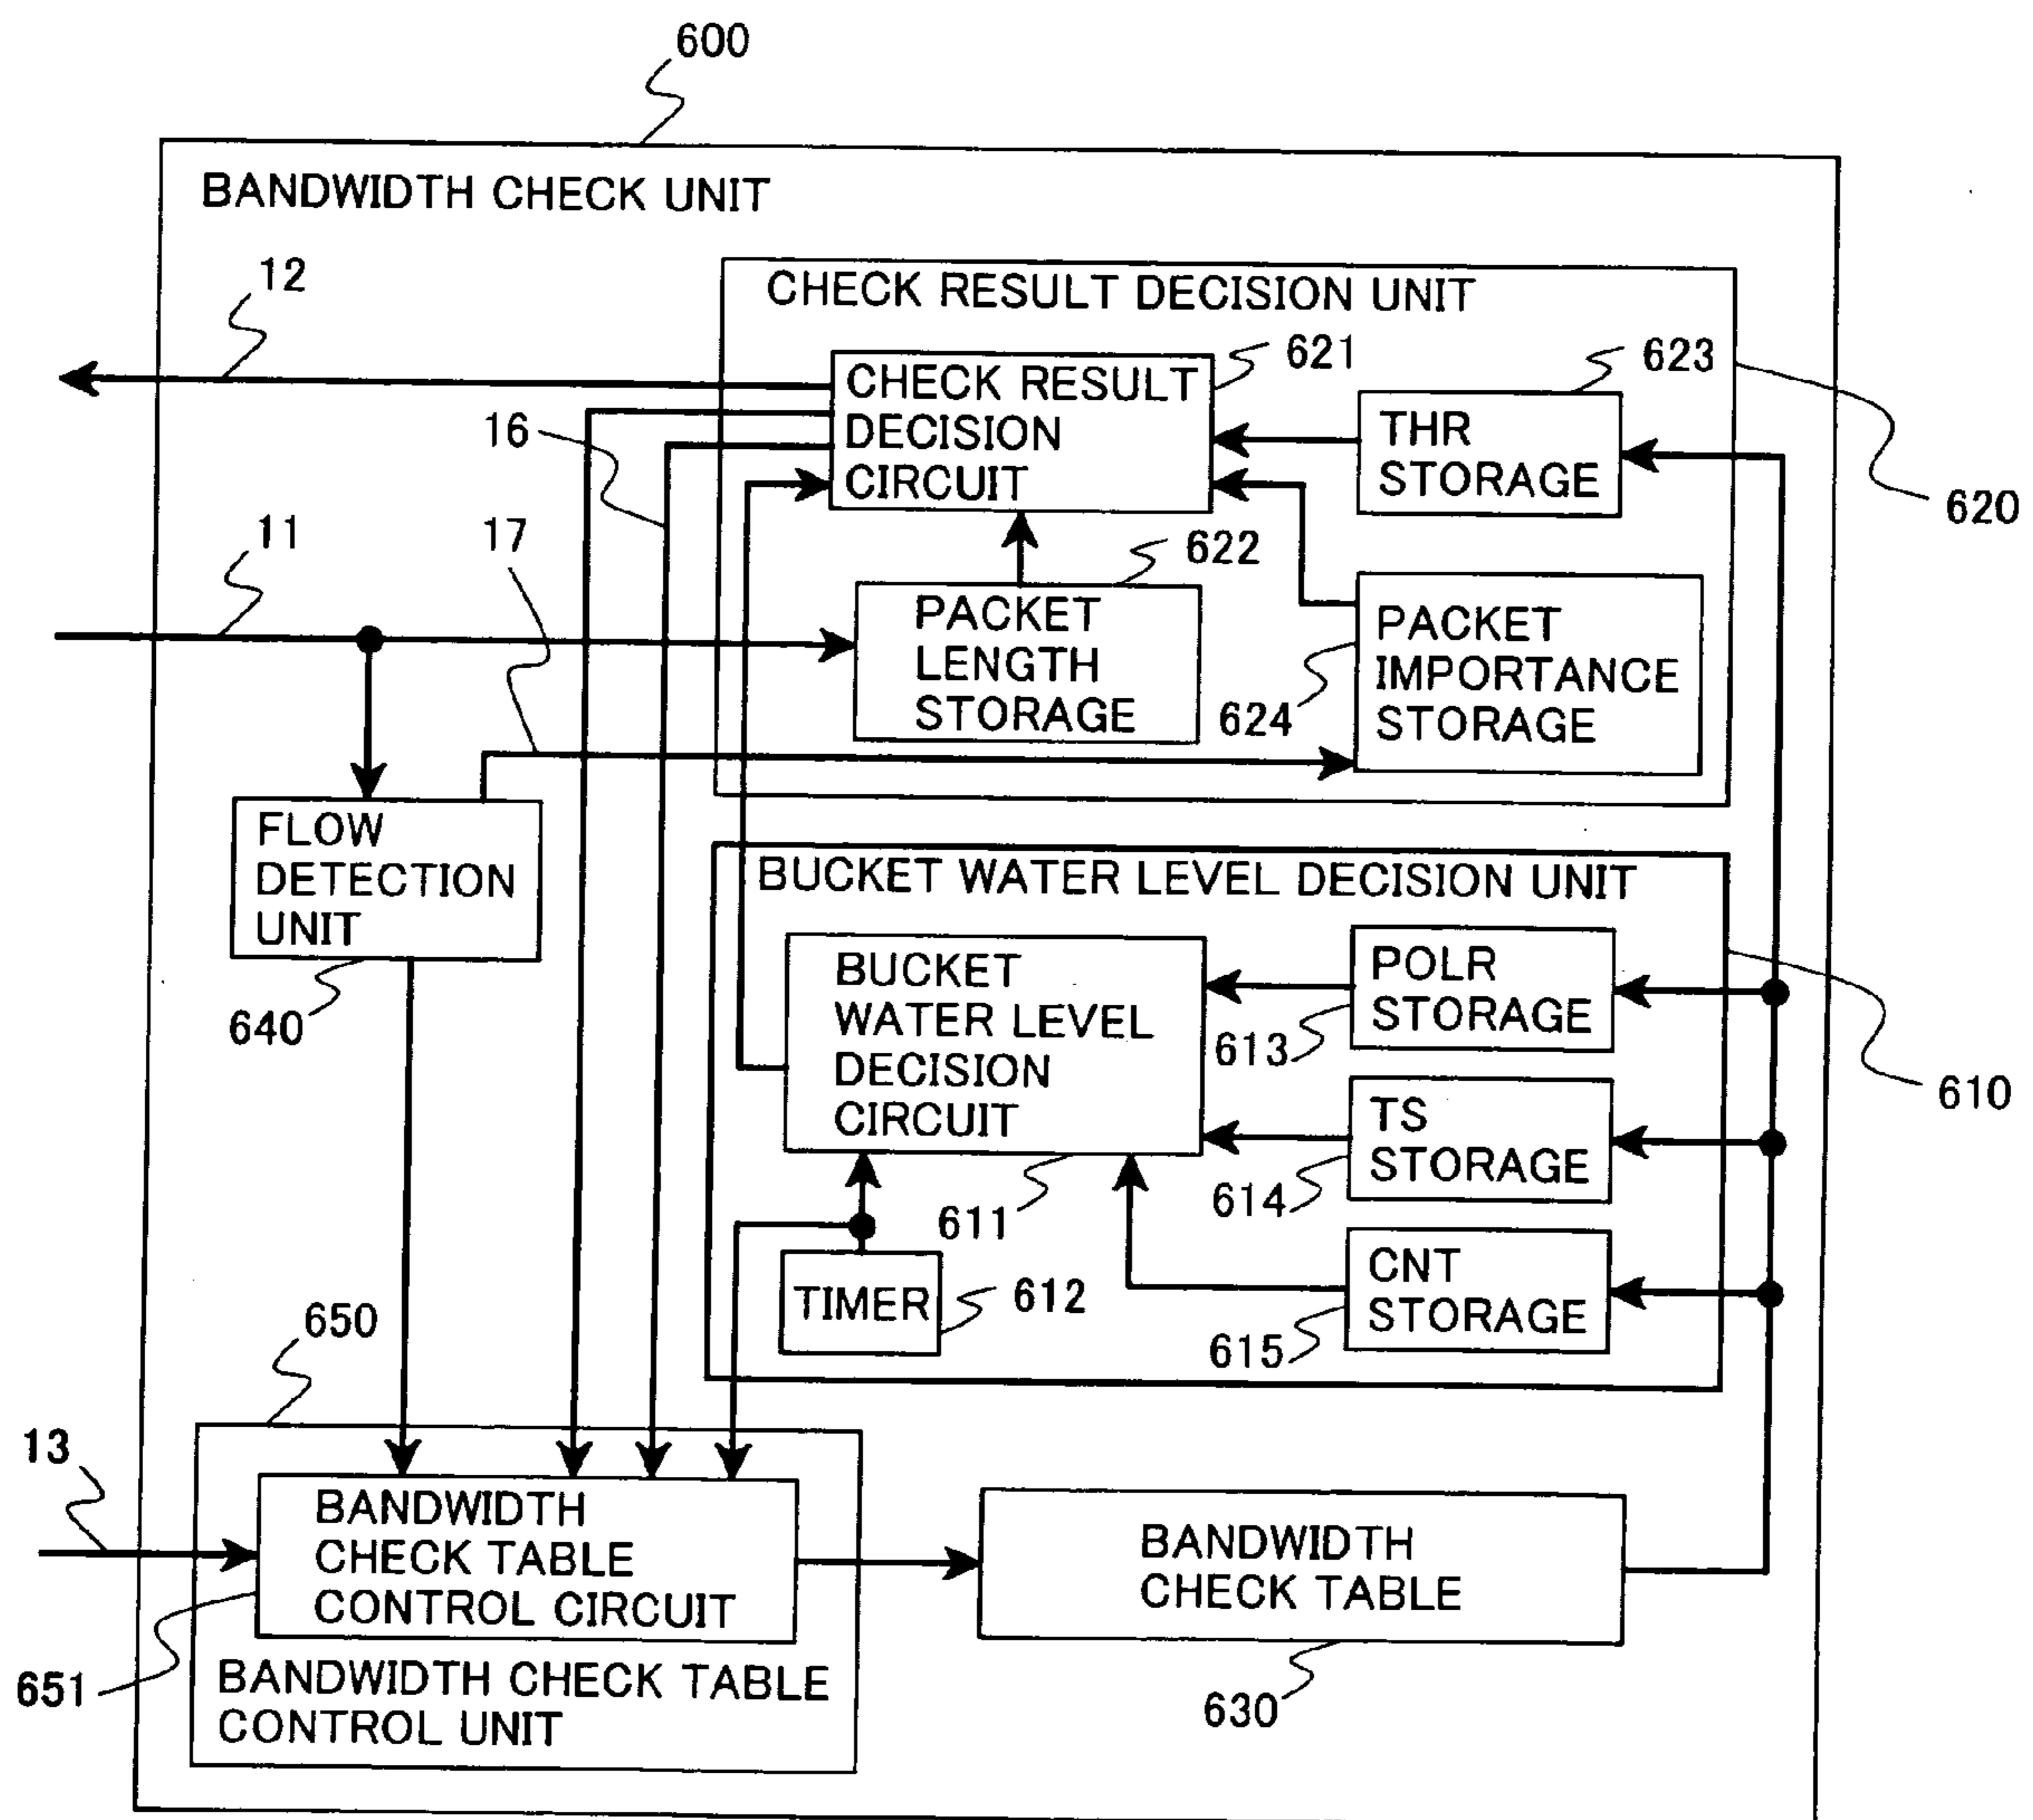 600
BANDWIDTH CHECK UNIT
12
CHECK RESULT DECISION UNIT
621
623
CHECK RESULT
DECISION
CIRCUIT
THR
STORAGE
16
620
11
17
622
PACKET
LENGTH
STORAGE
PACKET
IMPORTANCE
STORAGE
624
FLOW
DETECTION
UNIT
640
BUCKET WATER LEVEL DECISION UNIT
BUCKET
WATER LEVEL
DECISION
CIRCUIT
POLR
STORAGE
613
610
TS
STORAGE
614
611
CNT
STORAGE
615
TIMER
612
650
13
BANDWIDTH
CHECK TABLE
CONTROL CIRCUIT
651
BANDWIDTH CHECK TABLE
CONTROL UNIT
BANDWIDTH
CHECK TABLE
630